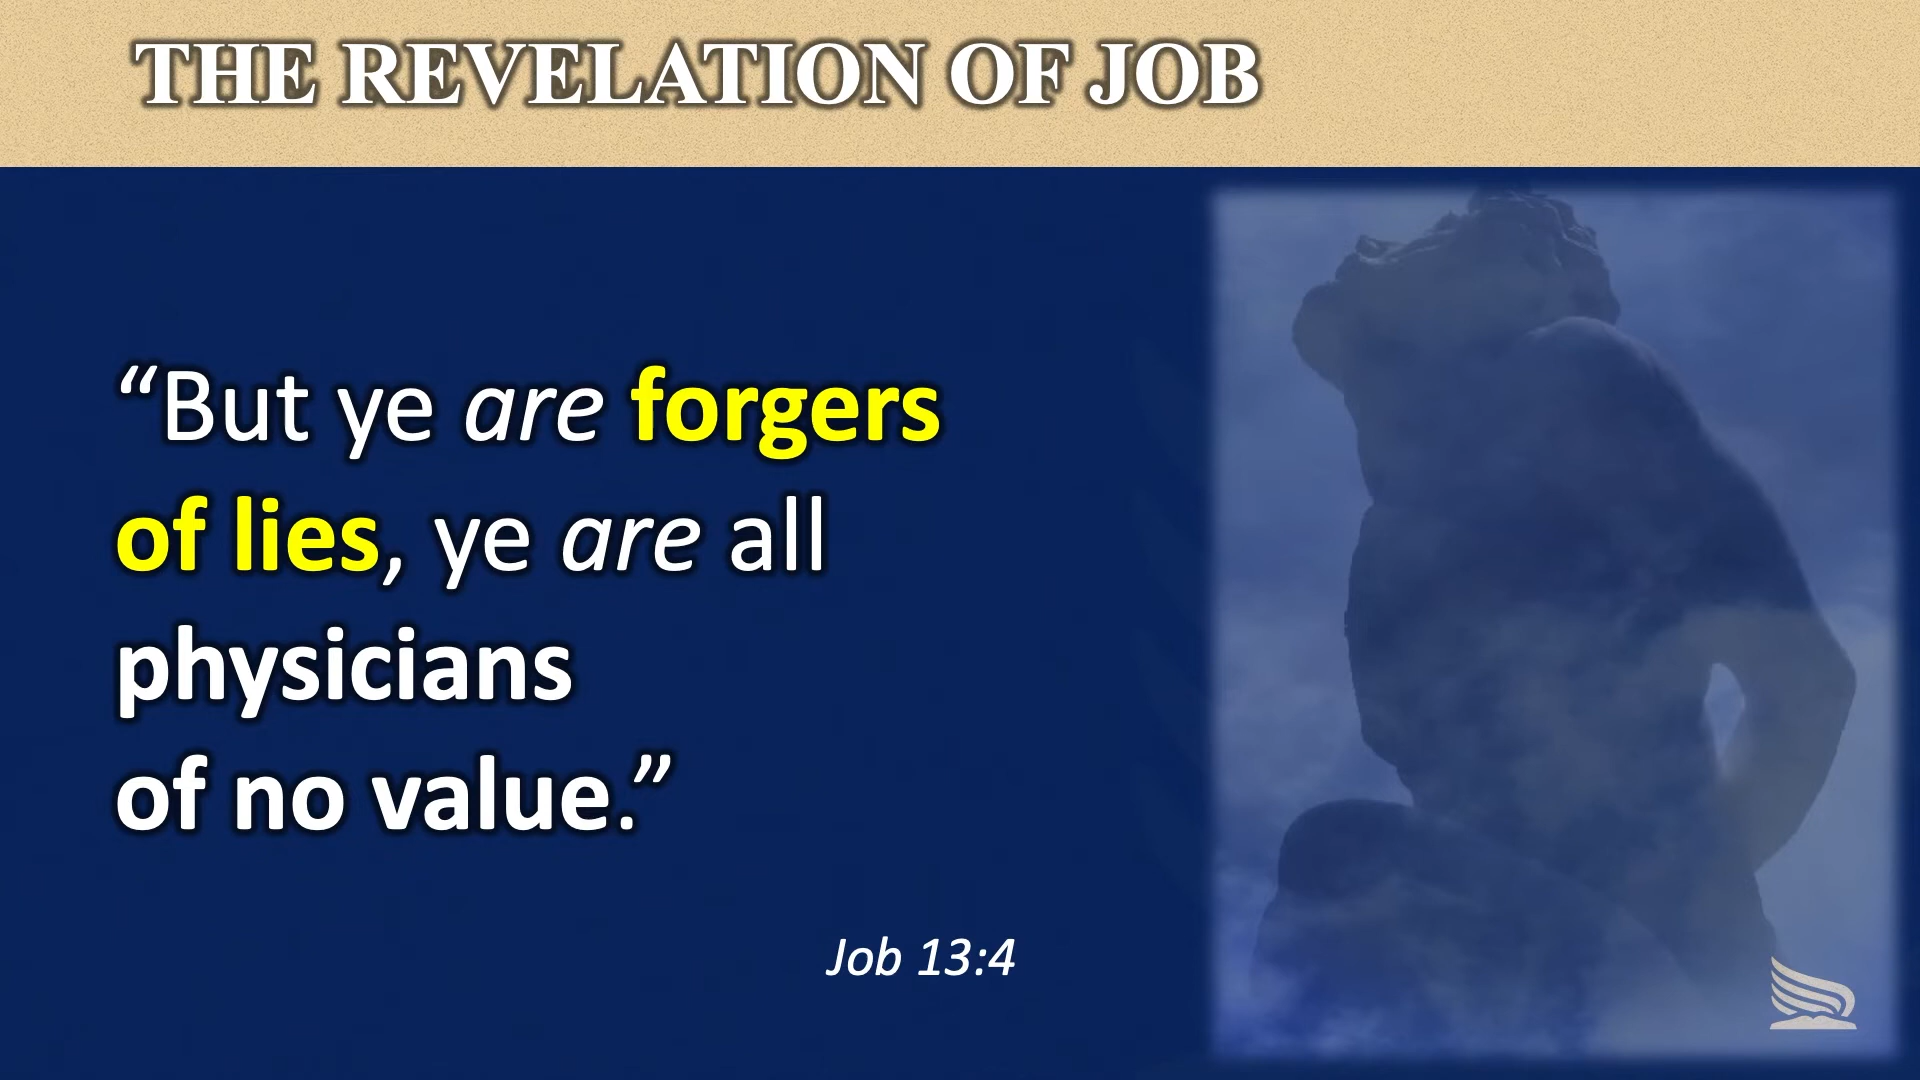 THE REVELATION OF JOB
“But ye are forgers
of lies, ye are all
physicians
of no value.”
Job 13:4